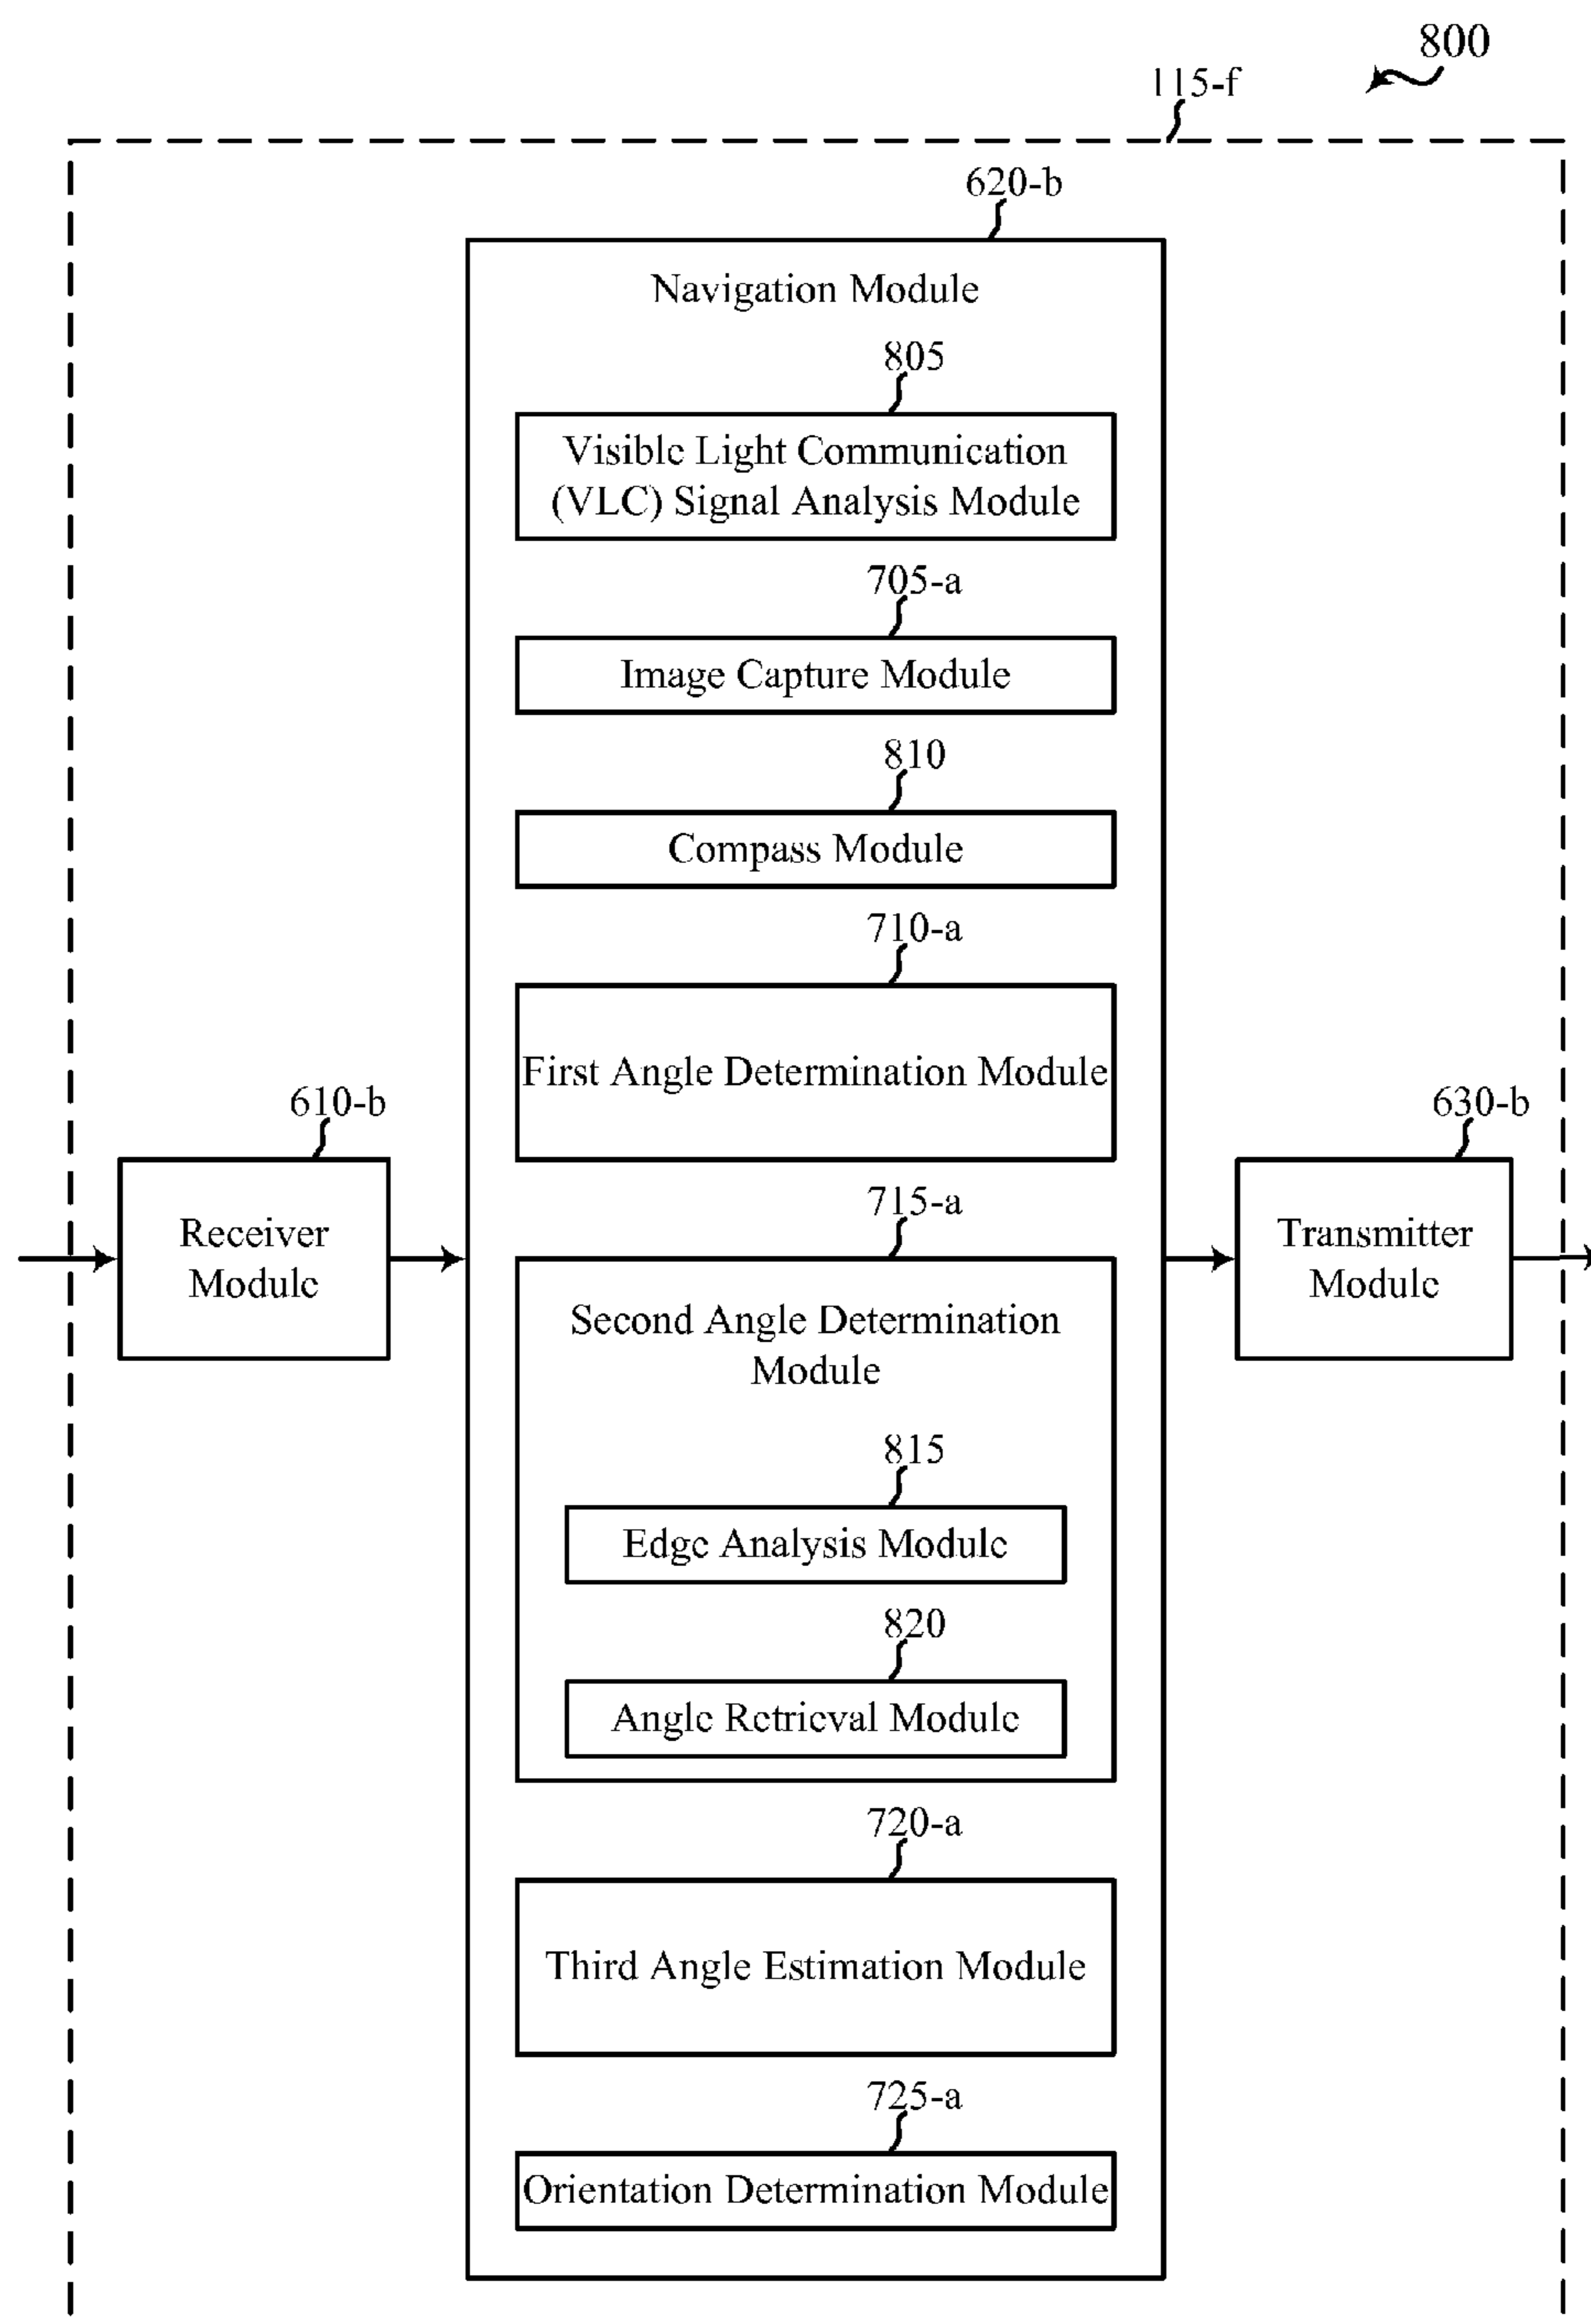 800
115-f
620-b
Navigation Module
805
Visible Light Communication
(VLC) Signal Analysis Module
705-a
Image Capture Module
810
Compass Module
710-a
First Angle Determination Module
610-b
Receiver
Module
630-b
Transmitter
Module
715-a
Second Angle Determination
Module
815
Edge Analysis Module
820
Angle Retrieval Module
720-a
Third Angle Estimation Module
725-a
Orientation Determination Module